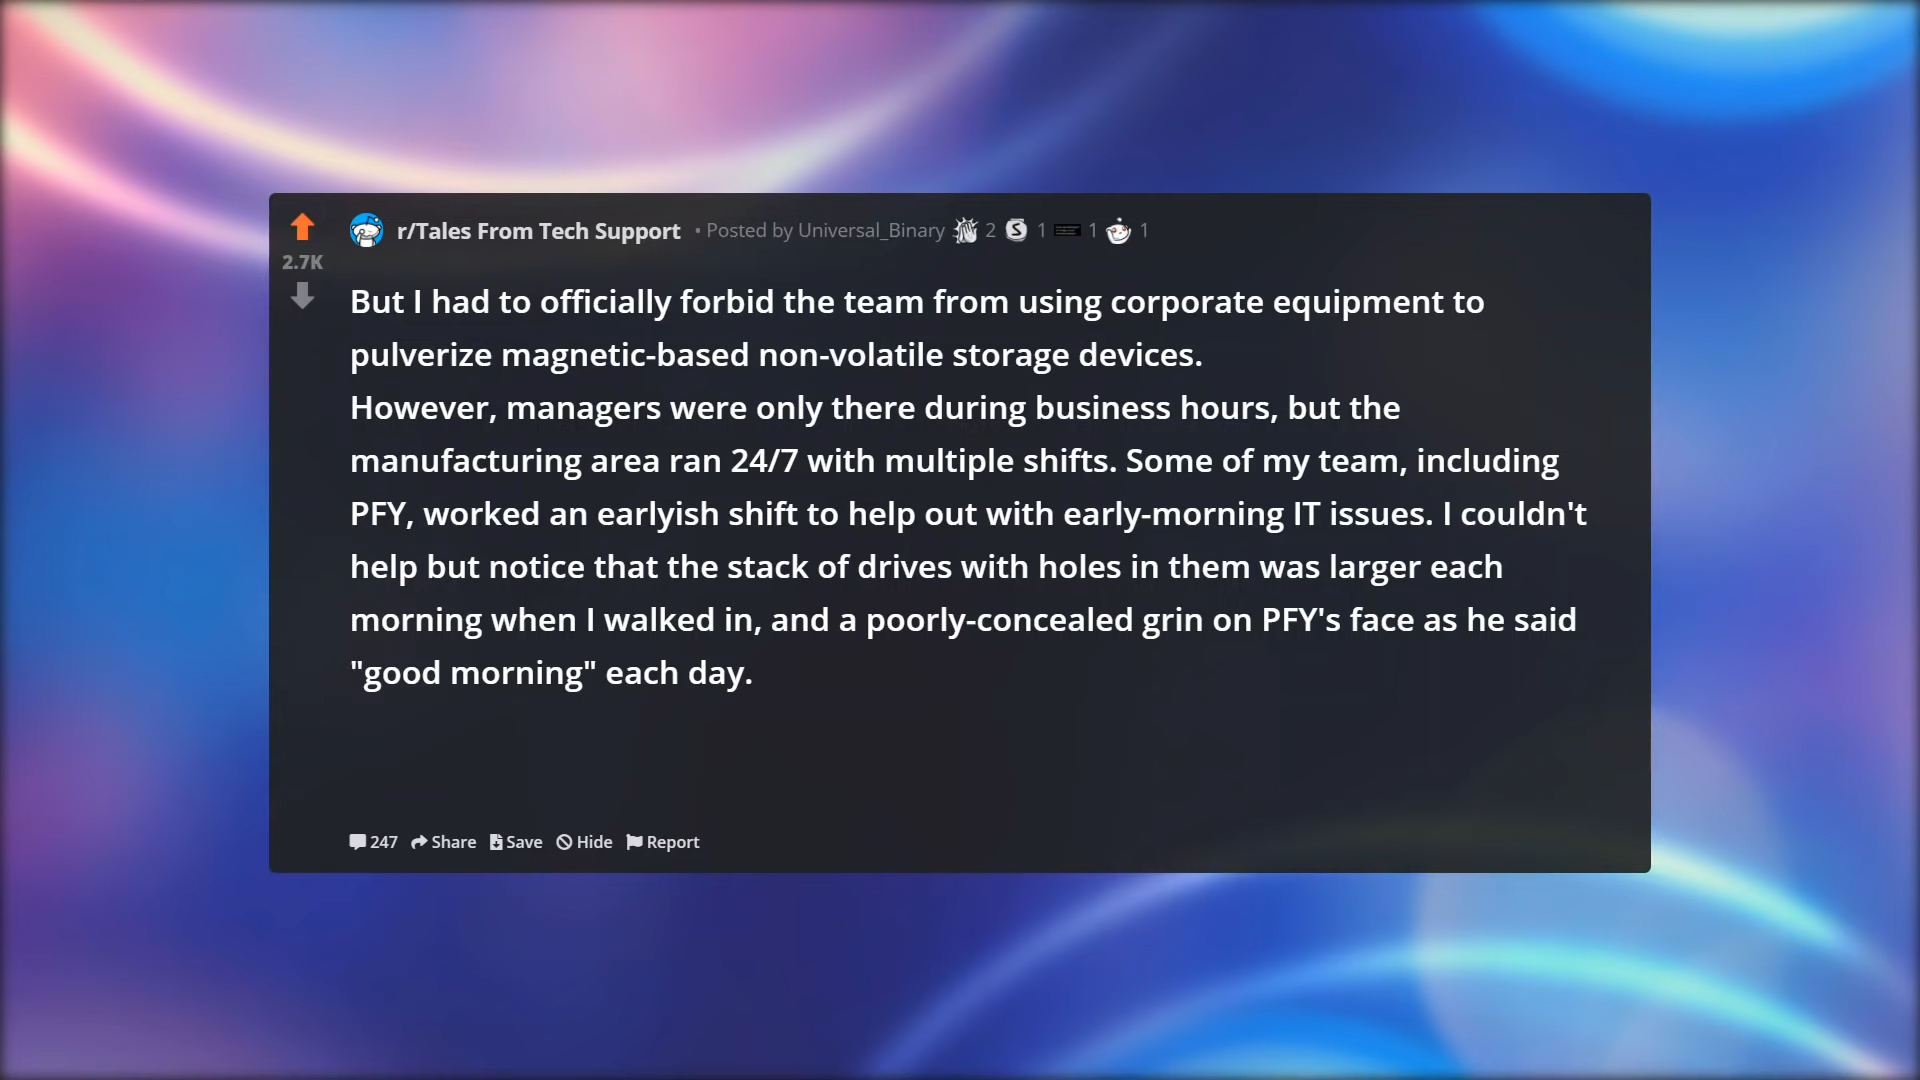 r/Tales From Tech Support • Posted by Universal_Binary 2 1 1 1
2.7K
But I had to officially forbid the team from using corporate equipment to
pulverize magnetic-based non-volatile storage devices.
However, managers were only there during business hours, but the
manufacturing area ran 24/7 with multiple shifts. Some of my team, including
PFY, worked an earlyish shift to help out with early-morning IT issues. I couldn't
help but notice that the stack of drives with holes in them was larger each
morning when I walked in, and a poorly-concealed grin on PFY's face as he said
"good morning" each day.
247 Share Save Hide Report